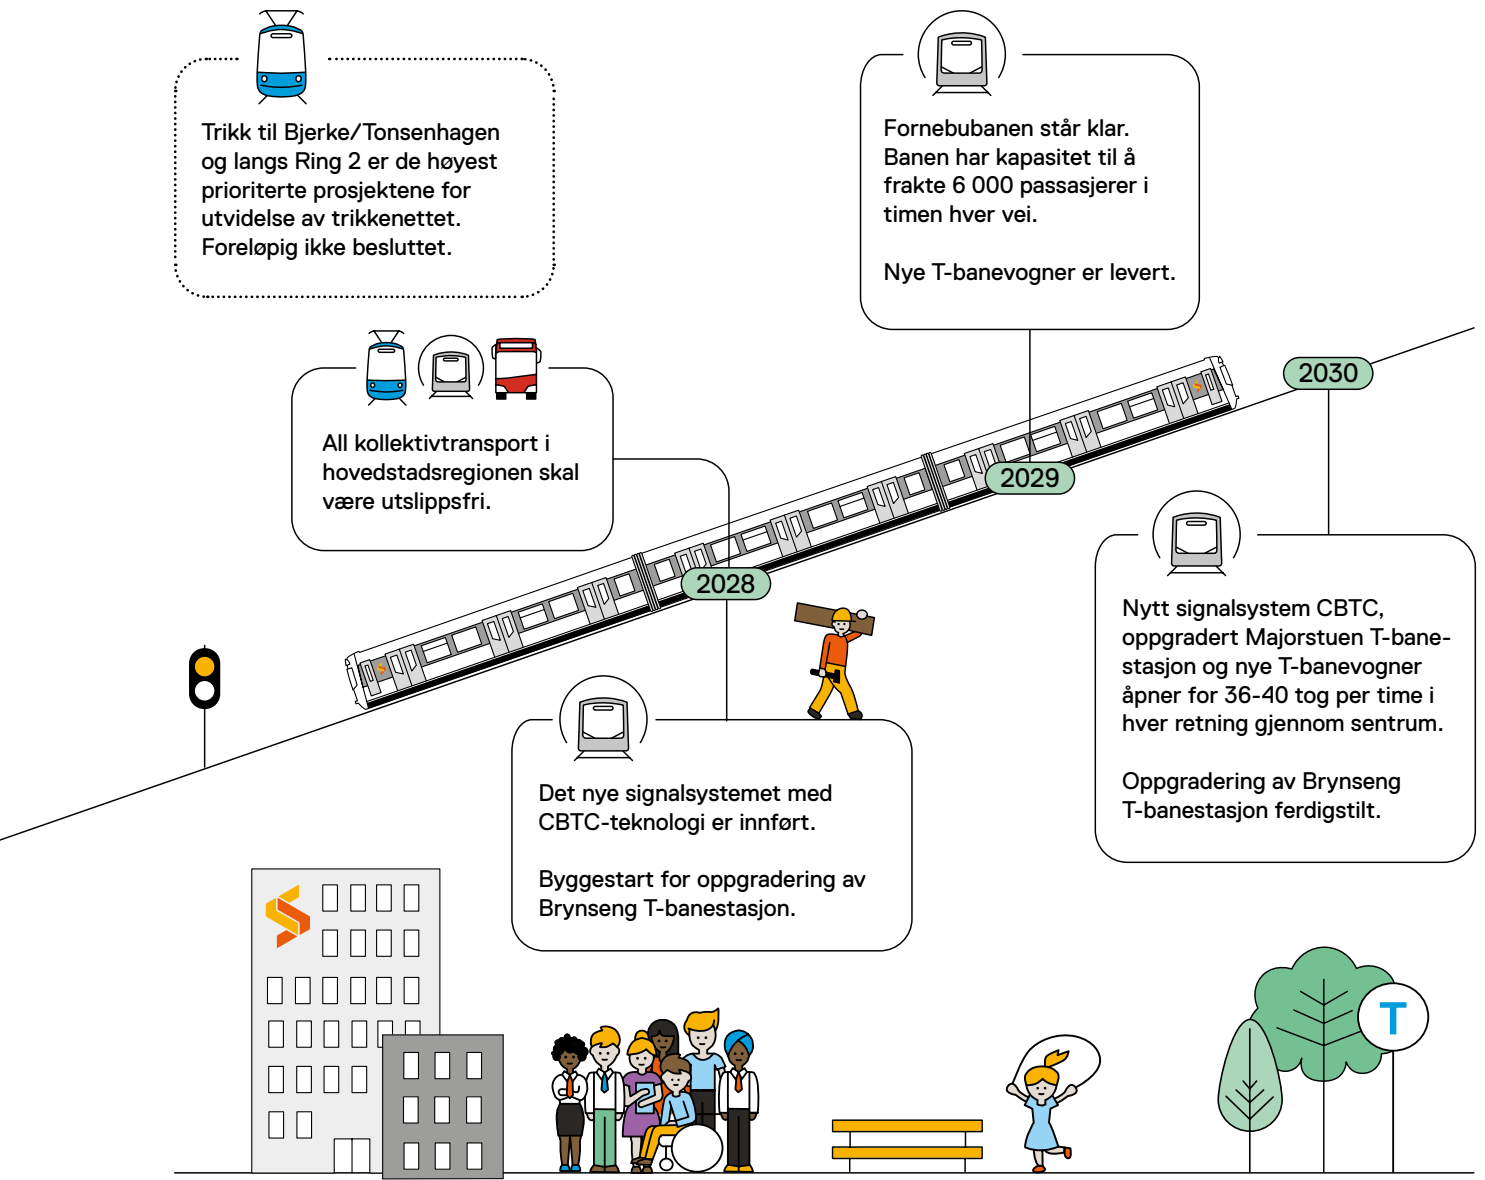 Trikk til Bjerke/Tonsenhagen
og langs Ring 2 er de høyest
prioriterte prosjektene for
utvidelse av trikkenettet.
Foreløpig ikke besluttet.
Fornebubanen står klar.
Banen har kapasitet til å
frakte 6 000 passasjerer i
timen hver vei.
Nye T-banevogner er levert.
All kollektivtransport i
hovedstadsregionen skal
være utslippsfri.
2030
2029
2028
Nytt signalsystem CBTC,
oppgradert Majorstuen T-bane-
stasjon og nye T-banevogner
åpner for 36-40 tog per time i
hver retning gjennom sentrum.
Oppgradering av Brynseng
T-banestasjon ferdigstilt.
Det nye signalsystemet med
CBTC-teknologi er innført.
Byggestart for oppgradering av
Brynseng T-banestasjon.
T